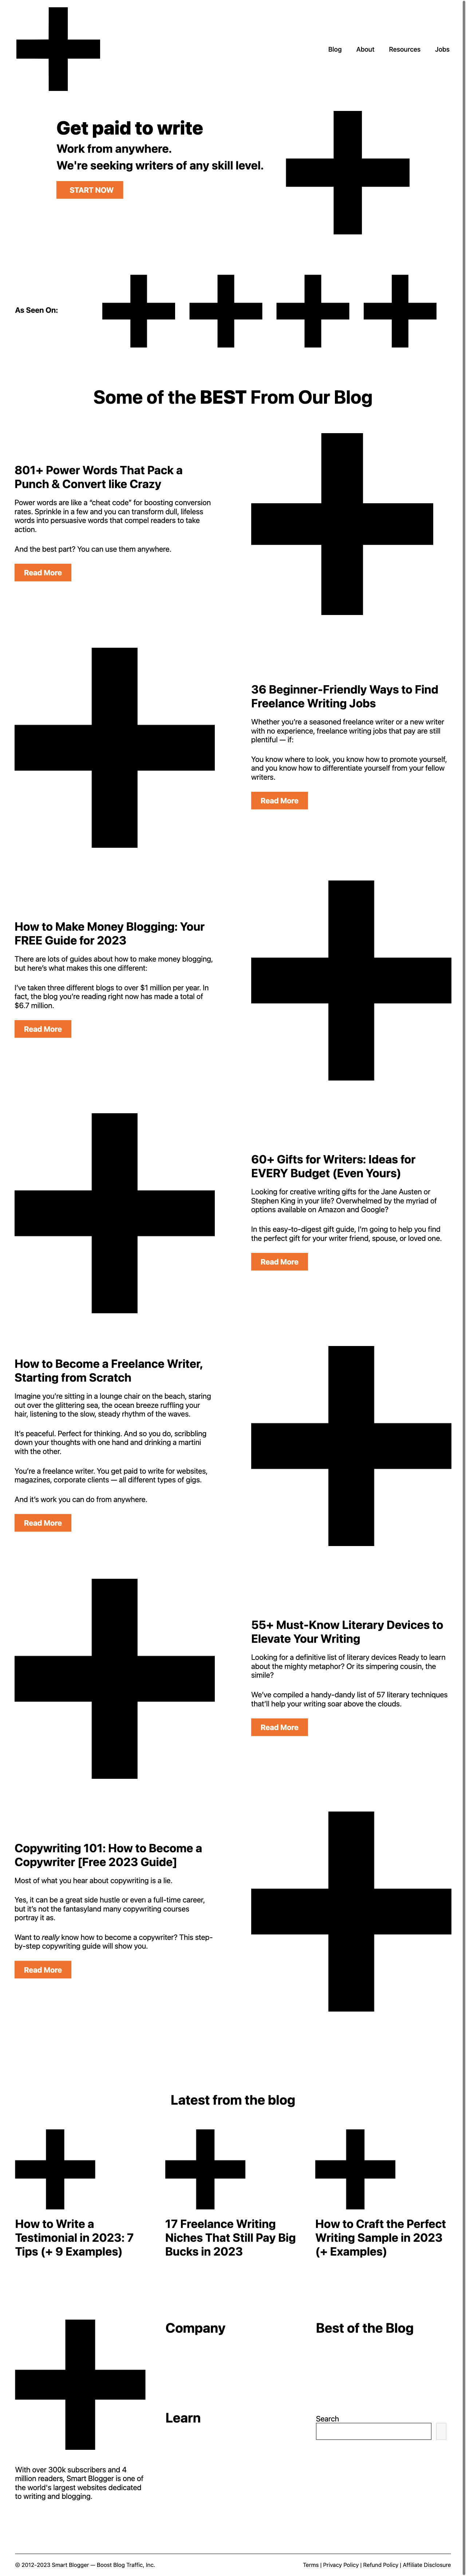 Blog About Resources Jobs
Get paid to write
Work from anywhere.
We're seeking writers of any skill level.
START NOW
As Seen On:
Some of the BEST From Our Blog
801+ Power Words That Pack a
Punch & Convert like Crazy
Power words are like a “cheat code” for boosting conversion
rates. Sprinkle in a few and you can transform dull, lifeless
words into persuasive words that compel readers to take
action.
And the best part? You can use them anywhere.
Read More
36 Beginner-Friendly Ways to Find
Freelance Writing Jobs
Whether you're a seasoned freelance writer or a new writer
with no experience, freelance writing jobs that pay are still
plentiful — if:
You know where to look, you know how to promote yourself,
and you know how to differentiate yourself from your fellow
writers.
Read More
How to Make Money Blogging: Your
FREE Guide for 2023
There are lots of guides about how to make money blogging,
but here's what makes this one different:
I've taken three different blogs to over $1 million per year. In
fact, the blog you're reading right now has made a total of
$6.7 million.
Read More
60+ Gifts for Writers: Ideas for
EVERY Budget (Even Yours)
Looking for creative writing gifts for the Jane Austen or
Stephen King in your life? Overwhelmed by the myriad of
options available on Amazon and Google?
In this easy-to-digest gift guide, I'm going to help you find
the perfect gift for your writer friend, spouse, or loved one.
Read More
How to Become a Freelance Writer,
Starting from Scratch
Imagine you're sitting in a lounge chair on the beach, staring
out over the glittering sea, the ocean breeze ruffling your
hair, listening to the slow, steady rhythm of the waves.
It's peaceful. Perfect for thinking. And so you do, scribbling
down your thoughts with one hand and drinking a martini
with the other.
You're a freelance writer. You get paid to write for websites,
magazines, corporate clients — all different types of gigs.
And it's work you can do from anywhere.
Read More
55+ Must-Know Literary Devices to
Elevate Your Writing
Looking for a definitive list of literary devices Ready to learn
about the mighty metaphor? Or its simpering cousin, the
simile?
We've compiled a handy-dandy list of 57 literary techniques
that'll help your writing soar above the clouds.
Read More
Copywriting 101: How to Become a
Copywriter [Free 2023 Guide]
Most of what you hear about copywriting is a lie.
Yes, it can be a great side hustle or even a full-time career,
but it's not the fantasyland many copywriting courses
portray it as.
Want to really know how to become a copywriter? This step-
by-step copywriting guide will show you.
Read More
Latest from the blog
How to Write a
Testimonial in 2023: 7
Tips (+ 9 Examples)
17 Freelance Writing
Niches That Still Pay Big
Bucks in 2023
How to Craft the Perfect
Writing Sample in 2023
(+ Examples)
With over 300k subscribers and 4
million readers, Smart Blogger is one of
the world's largest websites dedicated
to writing and blogging.
Company
Learn
Best of the Blog
Search
© 2012-2023 Smart Blogger — Boost Blog Traffic, Inc.
Terms | Privacy Policy | Refund Policy | Affiliate Disclosure